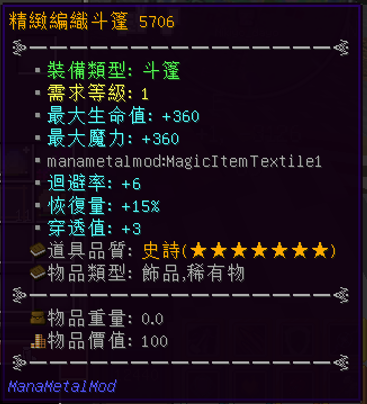 精緻編織斗篷 5706
裝備類型: 斗篷
需求等級: 1
最大生命值: +360
最大魔力: +360
manametalmod:MagicItemTextile1
迴避率: +6
恢復量: +15%
穿透值: +3
道具品質: 史詩(★★★★★★★)
物品類型: 飾品,稀有物
物品重量: 0.0
物品價值: 100
ManaMetalMod